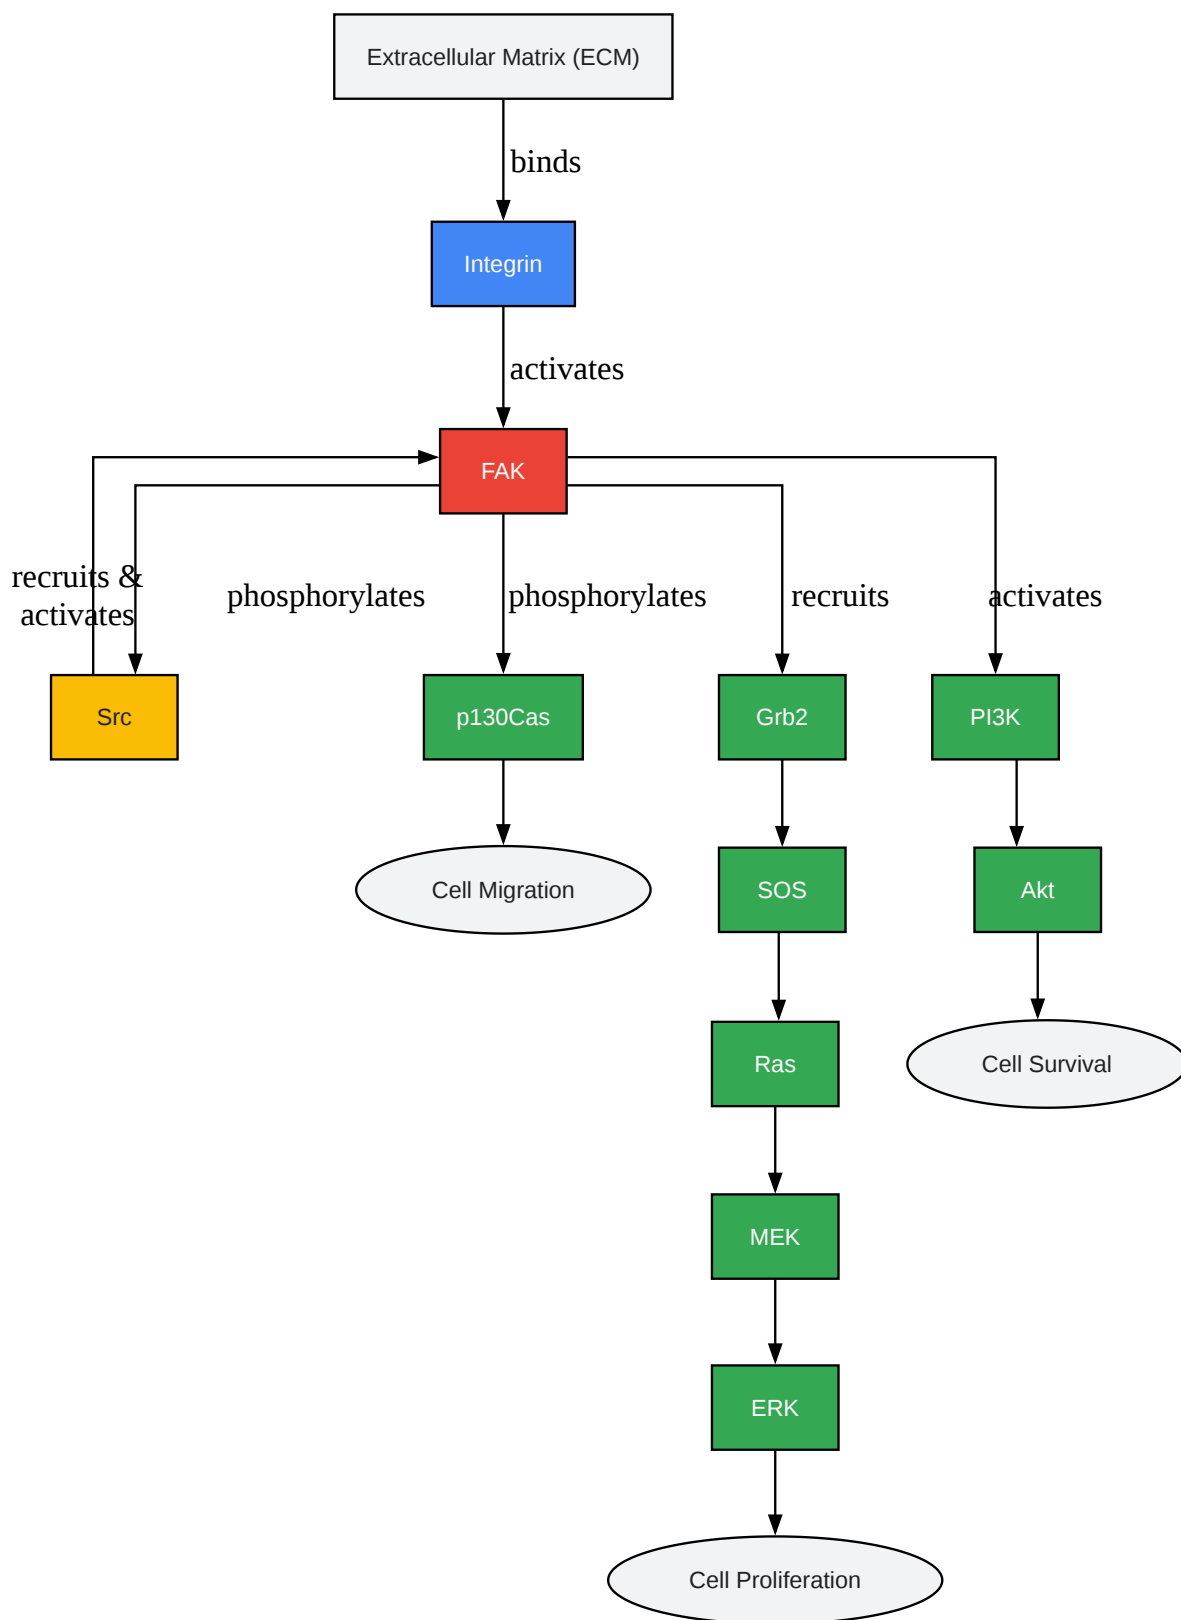 Extracellular Matrix (ECM)
binds
Integrin
activates
FAK
recruits &
activates
phosphorylates
phosphorylates
recruits
activates
Src
p130Cas
Grb2
PI3K
Cell Migration
SOS
Akt
Ras
Cell Survival
MEK
ERK
Cell Proliferation